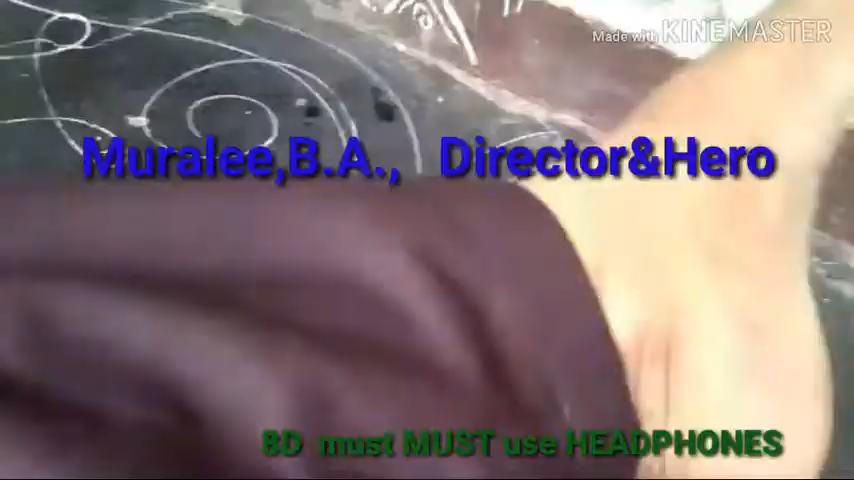 Made with KINEMASTER
Muralee,B.A., Director&Hero
8D must MUST use HEADPHONES